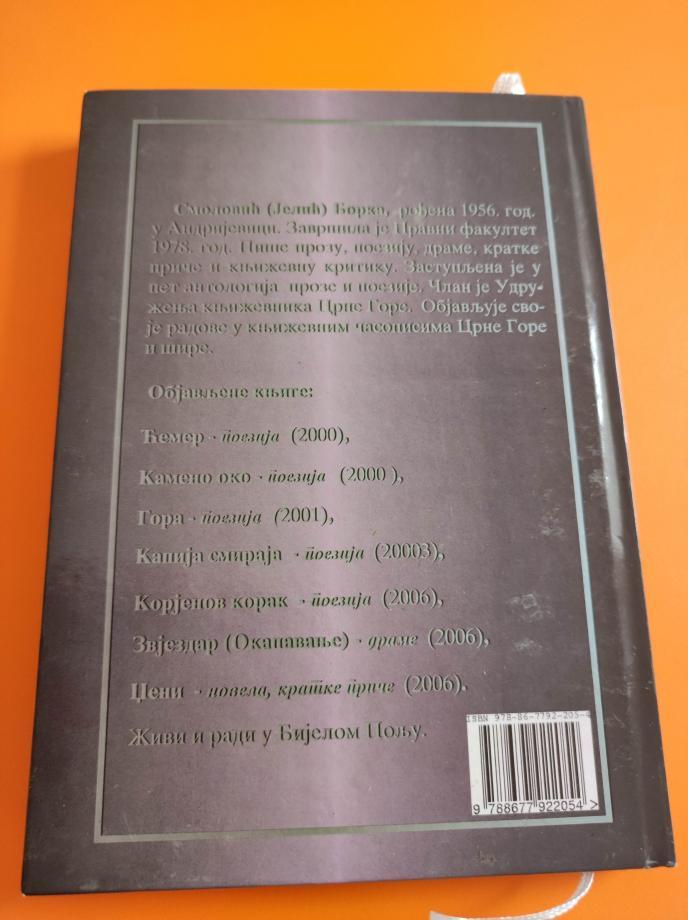 Смоловић (Јелић) Борка, рођена 1956. год.
у Андријевици. Завршила је Правни факултет
1978. год. Пише прозу, поезију, драме, кратке
приче и књижевну критику. Заступљена је у
пет антологија прозе и поезије. Члан је Удру-
жења књижевника Црне Горе. Објављује сво-
је радове у књижевним часописима Црне Горе
и шире.
Објављене књиге:
Ћемер - поезија (2000),
Камено око - поезија (2000 ),
Гора - поезија (2001),
Капија смираја - поезија (20003),
Корјенов корак - поезија (2006),
Звјездар (Окапавање) - драме (2006),
Џени - новела, кратке приче (2006).
Живи и ради у Бијелом Пољу.
ISBN 978-86-7792-205-4
9 788677 922054 >